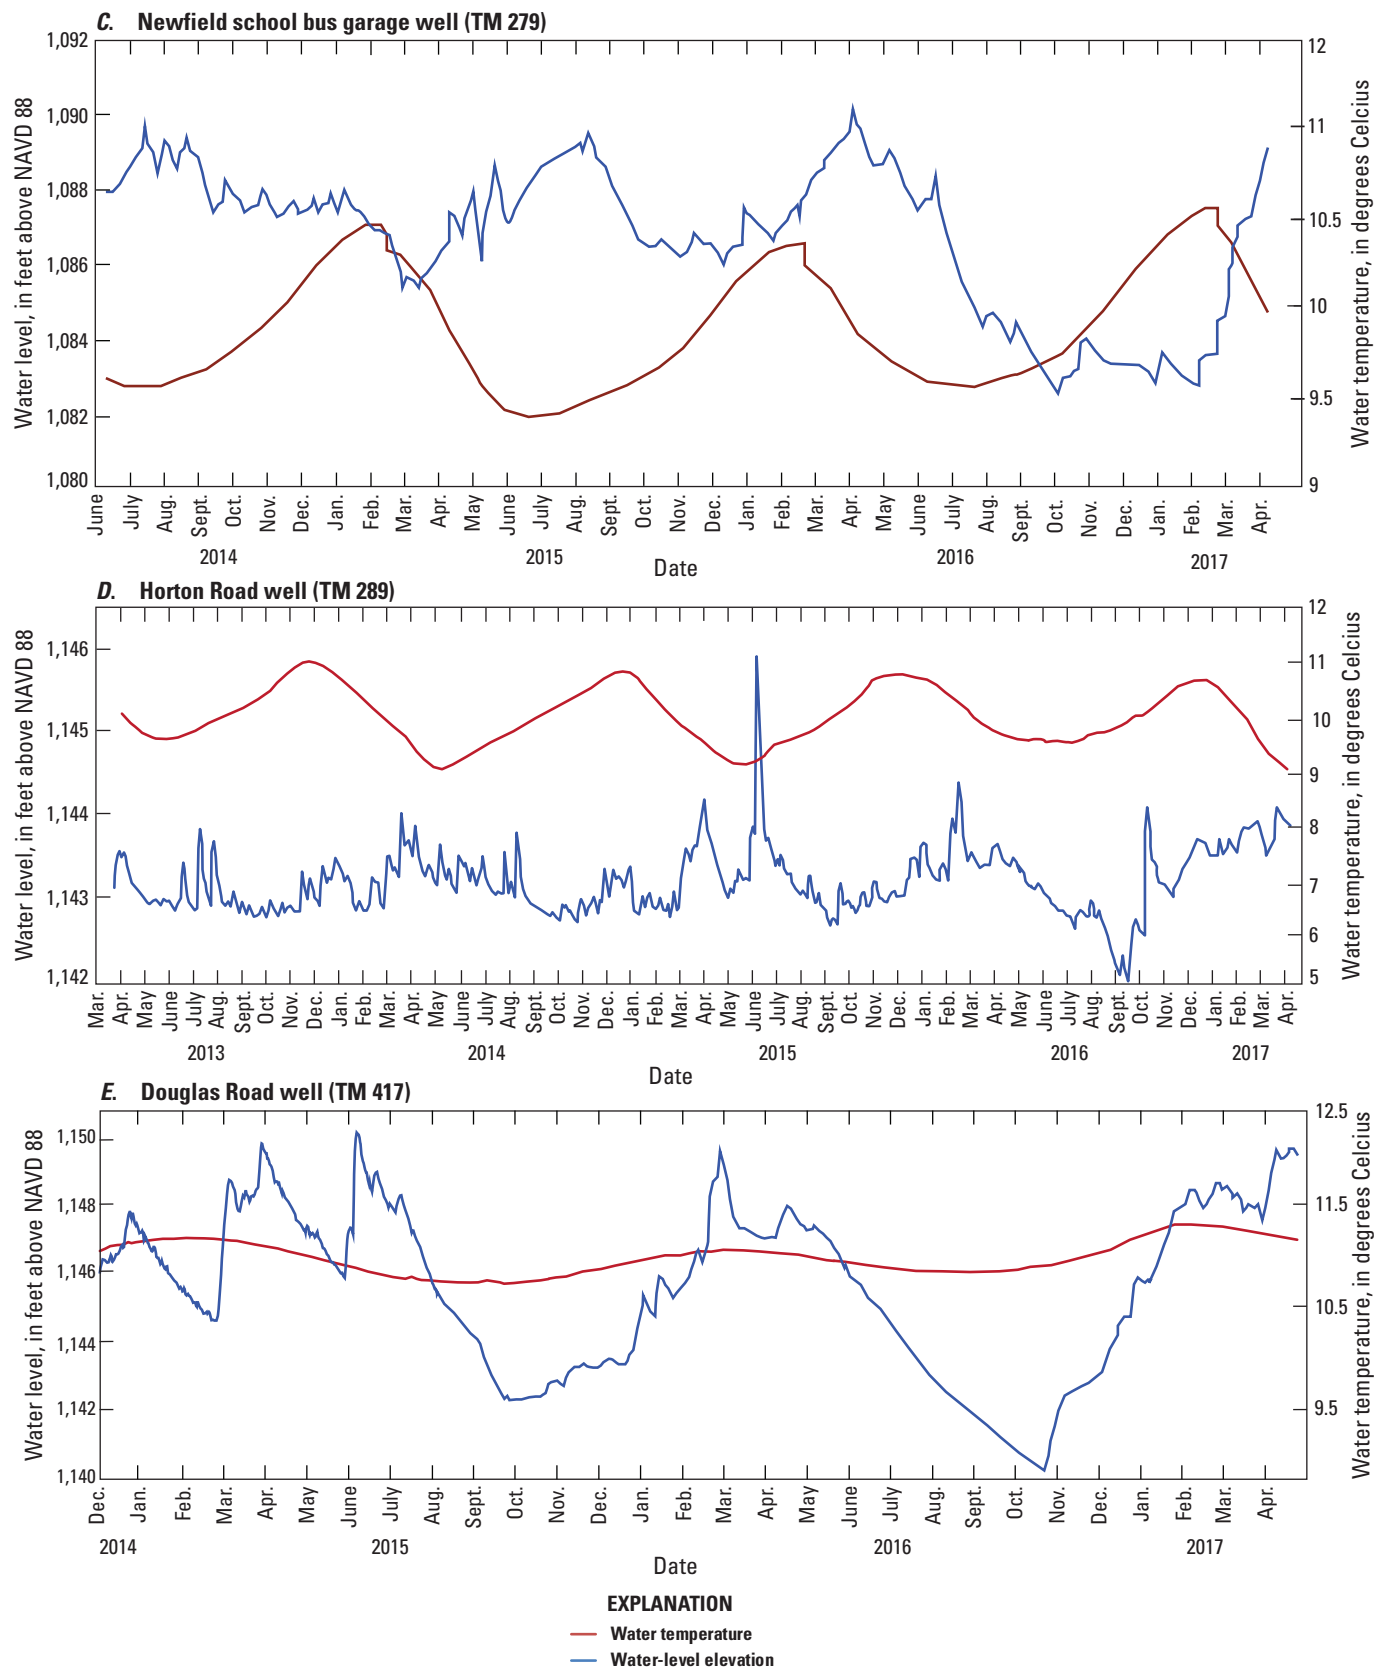 C. Newfield school bus garage well (TM 279)
1,092
1,090
1,088
1,086
1,084
1,082
1,080
Water level, in feet above NAVD 88
12
11
10.5
10
9.5
9
Water temperature, in degrees Celcius
June July Aug. Sept. Oct. Nov. Dec. Jan. Feb. Mar. Apr. May June July Aug. Sept. Oct. Nov. Dec. Jan. Feb. Mar. Apr. May June July Aug. Sept. Oct. Nov. Dec. Jan. Feb. Mar. Apr.
2014 2015 2016 2017
Date
D. Horton Road well (TM 289)
1,146
1,145
1,144
1,143
1,142
Water level, in feet above NAVD 88
12
11
10
9
8
7
6
5
Water temperature, in degrees Celcius
Mar. Apr. May June July Aug. Sept. Oct. Nov. Dec. Jan. Feb. Mar. Apr. May June July Aug. Sept. Oct. Nov. Dec. Jan. Feb. Mar. Apr. May June July Aug. Sept. Oct. Nov. Dec. Jan. Feb. Mar. Apr. May June July Aug. Sept. Oct. Nov. Dec. Jan. Feb. Mar. Apr.
2013 2014 2015 2016 2017
Date
E. Douglas Road well (TM 417)
1,150
1,148
1,146
1,144
1,142
1,140
Water level, in feet above NAVD 88
12.5
11.5
10.5
9.5
Water temperature, in degrees Celcius
Dec. Jan. Feb. Mar. Apr. May June July Aug. Sept. Oct. Nov. Dec. Feb. Mar. Apr. June July Aug. Sept. Oct. Nov. Dec. Jan. Feb. Mar. Apr.
2014 2015 2016 2017
Date
EXPLANATION
Water temperature
Water-level elevation